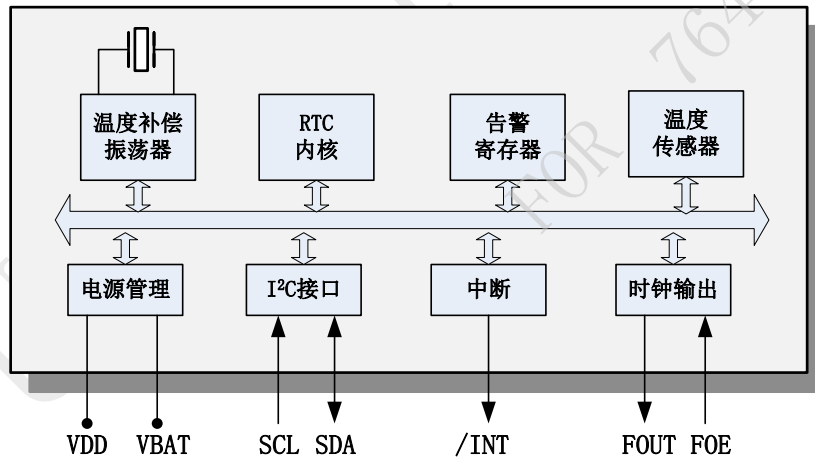 温度补偿
振荡器
RTC
内核
告警
寄存器
温度
传感器
电源管理
I²C接口
中断
时钟输出
VDD VBAT SCL SDA /INT FOUT FOE
FOR 764